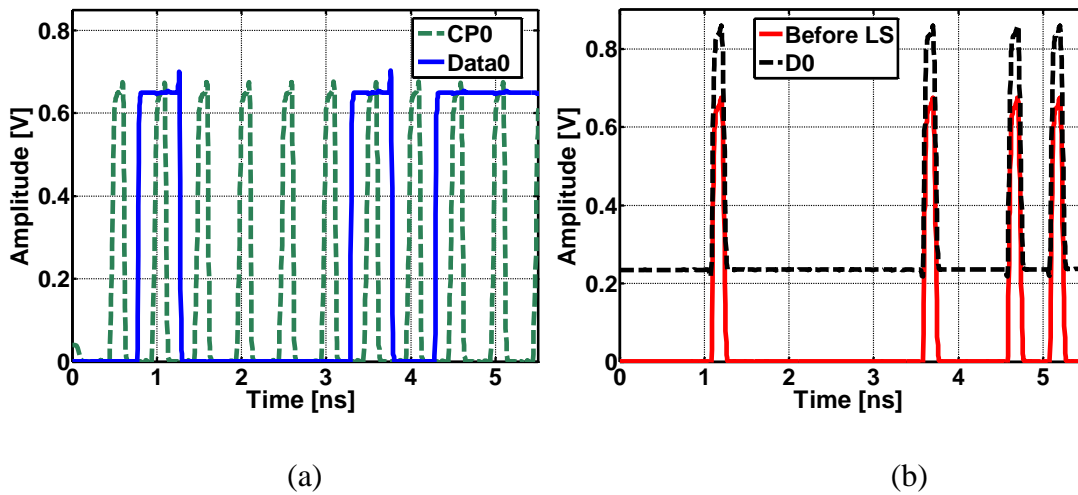 0.8
0.6
0.4
0.2
0
Amplitude [V]
CP0
Data0
0 1 2 3 4 5
Time [ns]
(a)
0.8
0.6
0.4
0.2
0
Amplitude [V]
Before LS
D0
0 1 2 3 4 5
Time [ns]
(b)